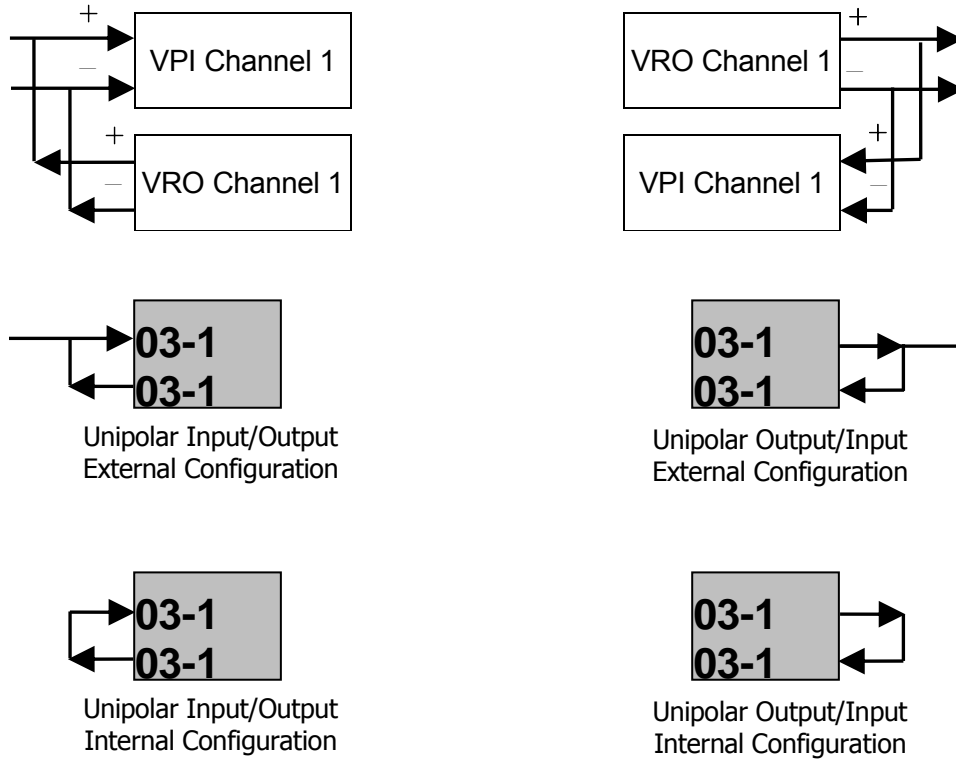 +
VPI Channel 1
–
+
VRO Channel 1
–
+
VRO Channel 1
–
+
VPI Channel 1
–
03-1
03-1
Unipolar Input/Output
External Configuration
03-1
03-1
Unipolar Output/Input
External Configuration
03-1
03-1
Unipolar Input/Output
Internal Configuration
03-1
03-1
Unipolar Output/Input
Internal Configuration